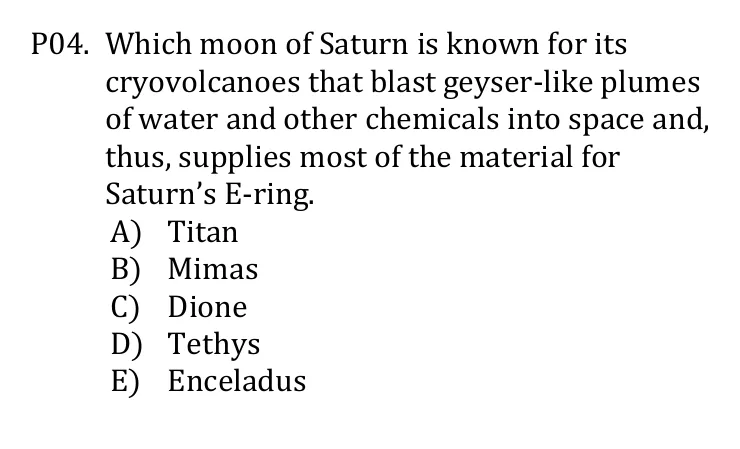 P04. Which moon of Saturn is known for its
cryovolcanoes that blast geyser-like plumes
of water and other chemicals into space and,
thus, supplies most of the material for
Saturn’s E-ring.
A) Titan
B) Mimas
C) Dione
D) Tethys
E) Enceladus